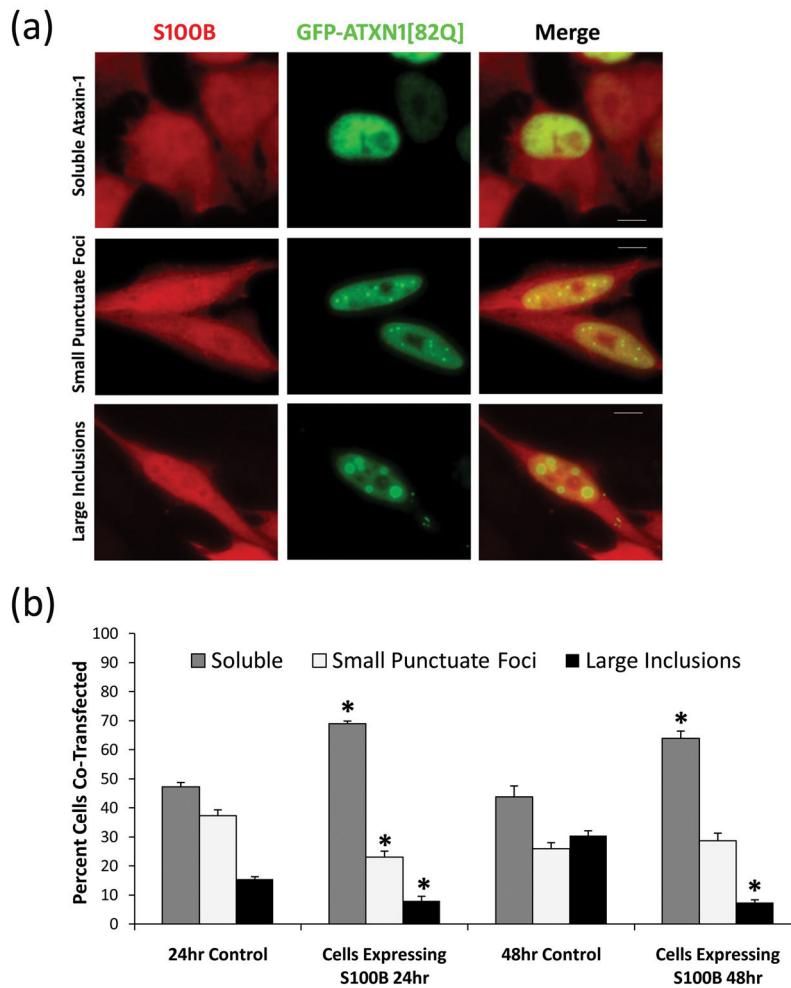 (a)
S100B GFP-ATXN1[82Q] Merge
Soluble Ataxin-1
Small Punctuate Foci
Large Inclusions
(b)
Percent Cells Co-Transfected
100
90
80
70
60
50
40
30
20
10
0
Soluble Small Punctuate Foci Large Inclusions
*
*
*
*
*
24hr Control
Cells Expressing
S100B 24hr
48hr Control
Cells Expressing
S100B 48hr